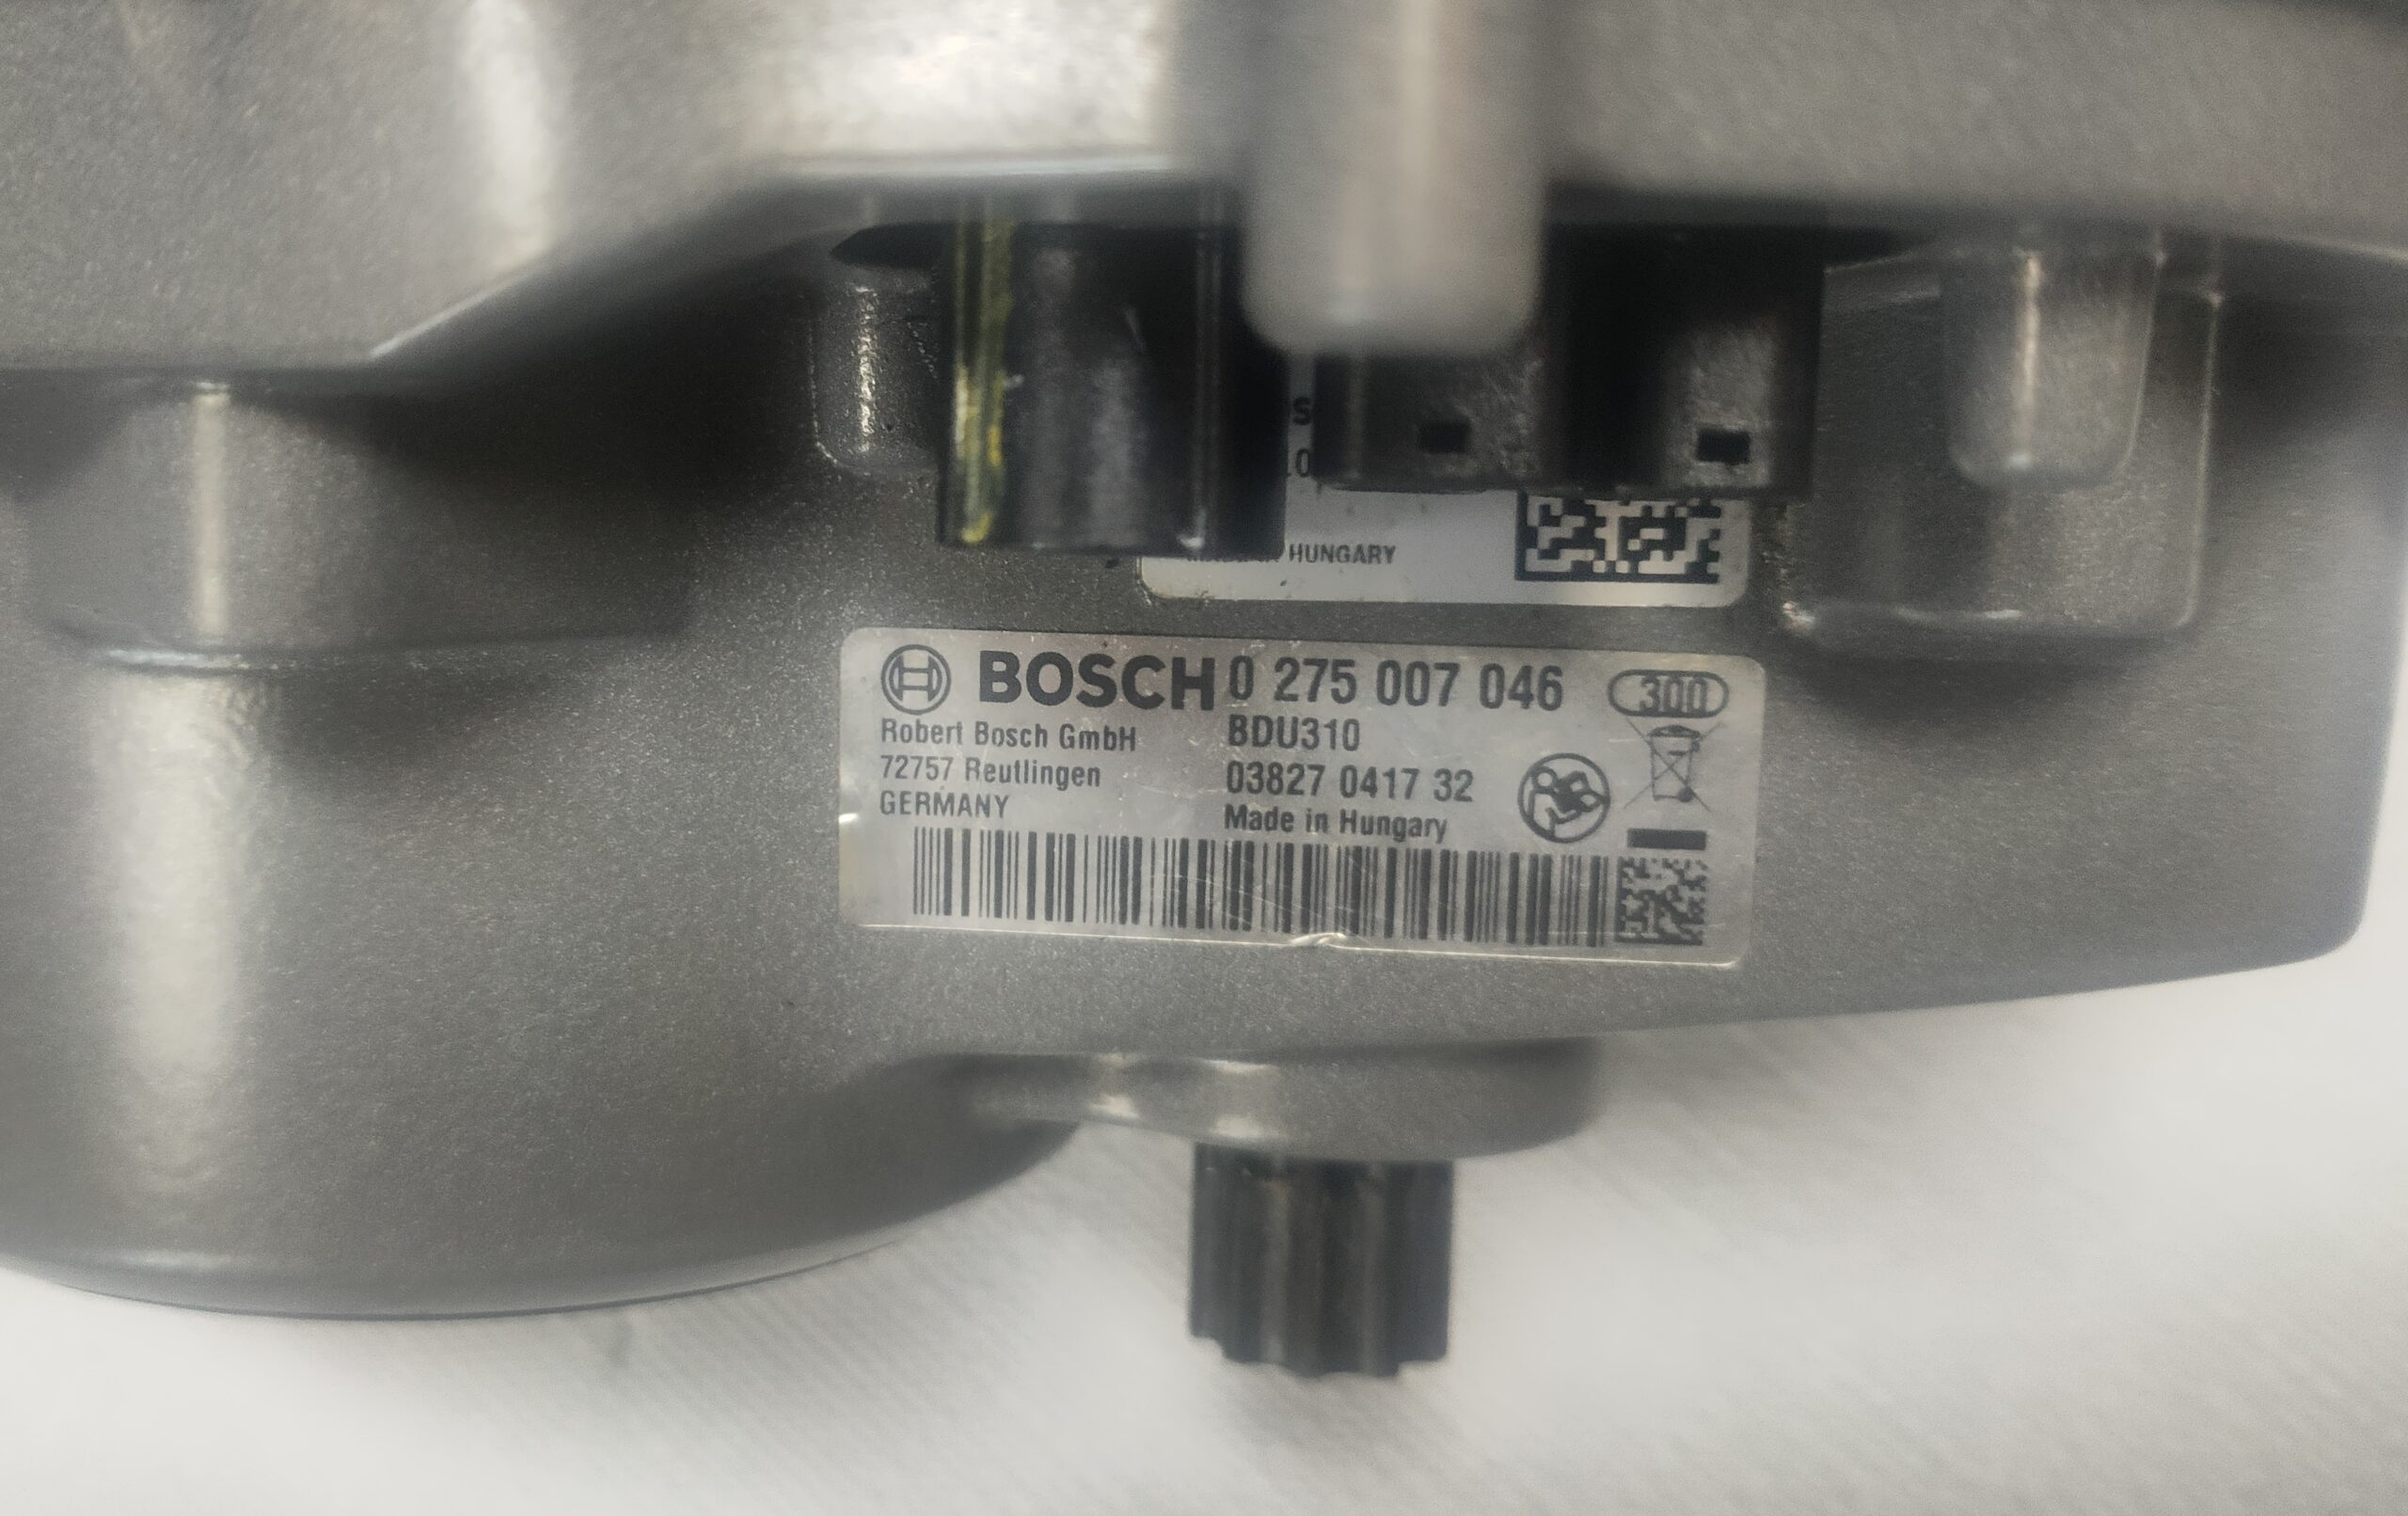 HUNGARY
BOSCH 0 275 007 046 300
Robert Bosch GmbH BDU310
72757 Reutlingen 03827 0417 32
GERMANY Made in Hungary